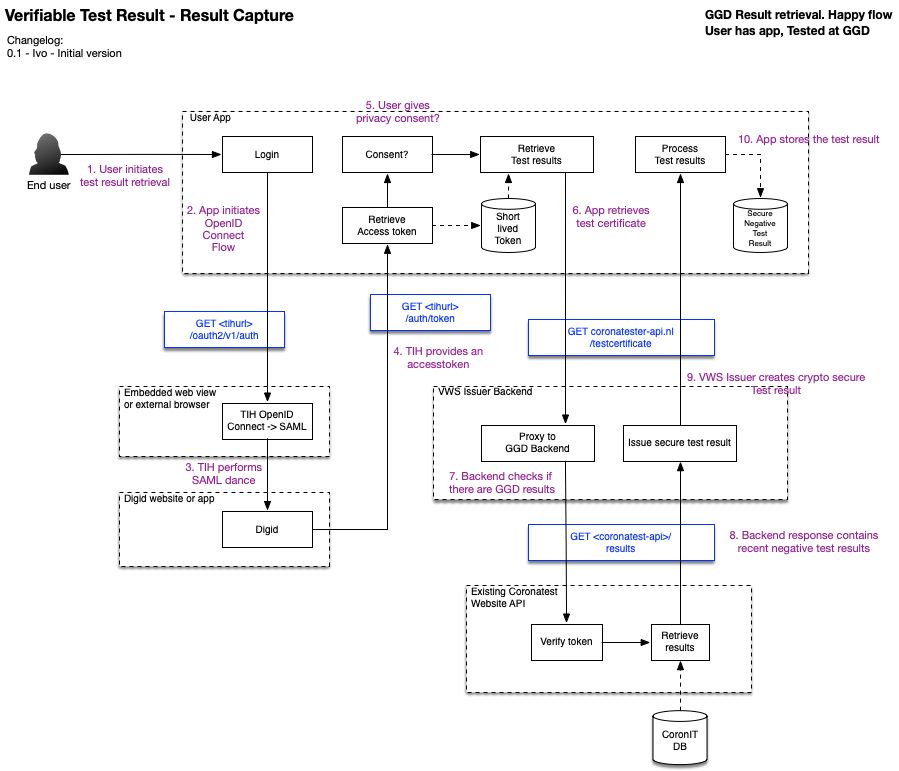 Verifiable Test Result - Result Capture
GGD Result retrieval. Happy flow
User has app, Tested at GGD
Changelog:
0.1 - Ivo - Initial version
5. User gives
privacy consent?
User App
End user
1. User initiates
test result retrieval
Login
Consent?
Retrieve
Test results
Process
Test results
10. App stores the test result
2. App initiates
OpenID
Connect
Flow
Retrieve
Access token
Short
lived
Token
6. App retrieves
test certificate
Secure
Negative
Test
Result
GET <tihurl>
/oauth2/v1/auth
GET <tihurl>
/auth/token
GET coronatester-api.nl
/testcertificate
4. TIH provides an
accesstoken
9. VWS Issuer creates crypto secure
Test result
Embedded web view
or external browser
TIH OpenID
Connect -> SAML
VWS Issuer Backend
Proxy to
GGD Backend
Issue secure test result
3. TIH performs
SAML dance
7. Backend checks if
there are GGD results
Digid website or app
Digid
GET <coronatest-api>/
results
8. Backend response contains
recent negative test results
Existing Coronatest
Website API
Verify token
Retrieve
results
CoronIT
DB